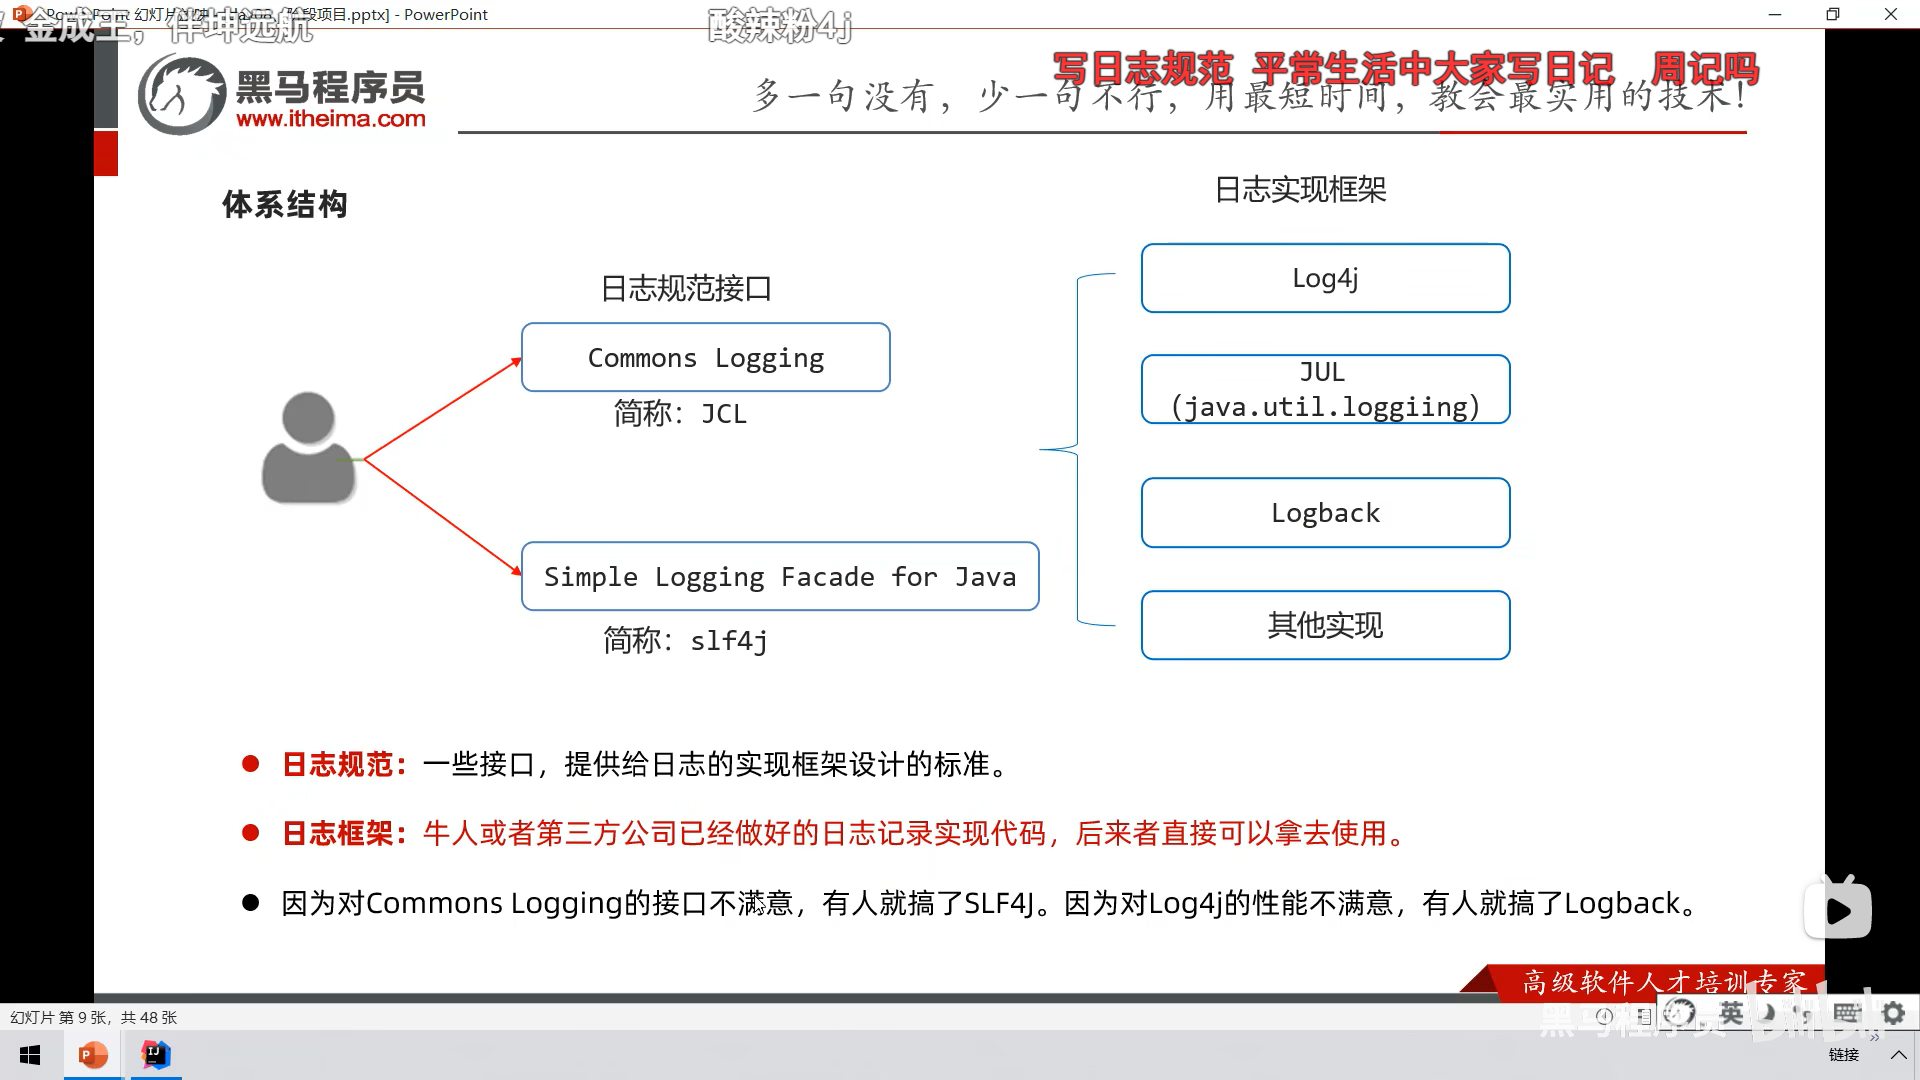 阶段项目.pptx] - PowerPoint
金成王，伴坤远航
酸辣粉4j
写日志规范 平常生活中大家写日记 周记吗
黑马程序员
www.itheima.com
多一句没有，少一句不行，用最短时间，教会最实用的技术！
体系结构
日志实现框架
日志规范接口
Log4j
Commons Logging
JUL
（java.util.loggiing）
简称：JCL
Logback
Simple Logging Facade for Java
其他实现
简称：slf4j
日志规范：一些接口，提供给日志的实现框架设计的标准。
日志框架：牛人或者第三方公司已经做好的日志记录实现代码，后来者直接可以拿去使用。
因为对Commons Logging的接口不满意，有人就搞了SLF4J。因为对Log4j的性能不满意，有人就搞了Logback。
高级软件人才培训专家
幻灯片 第 9 张，共 48 张
黑马程序员
bilibili
英
链接